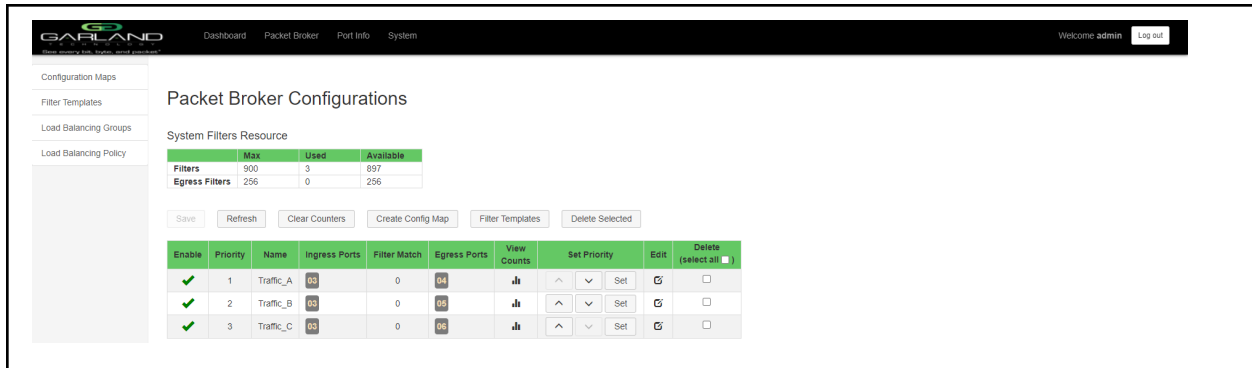 GARLAND
TECHNOLOGY
See every bit, byte, and packet®
Dashboard Packet Broker Port Info System
Welcome admin Log out
Configuration Maps
Filter Templates
Load Balancing Groups
Load Balancing Policy
Packet Broker Configurations
System Filters Resource
Max Used Available
Filters 900 3 897
Egress Filters 256 0 256
Save Refresh Clear Counters Create Config Map Filter Templates Delete Selected
Enable Priority Name Ingress Ports Filter Match Egress Ports View Counts Set Priority Edit Delete (select all )
1 Traffic_A 03 0 04 Set
2 Traffic_B 03 0 05 Set
3 Traffic_C 03 0 06 Set